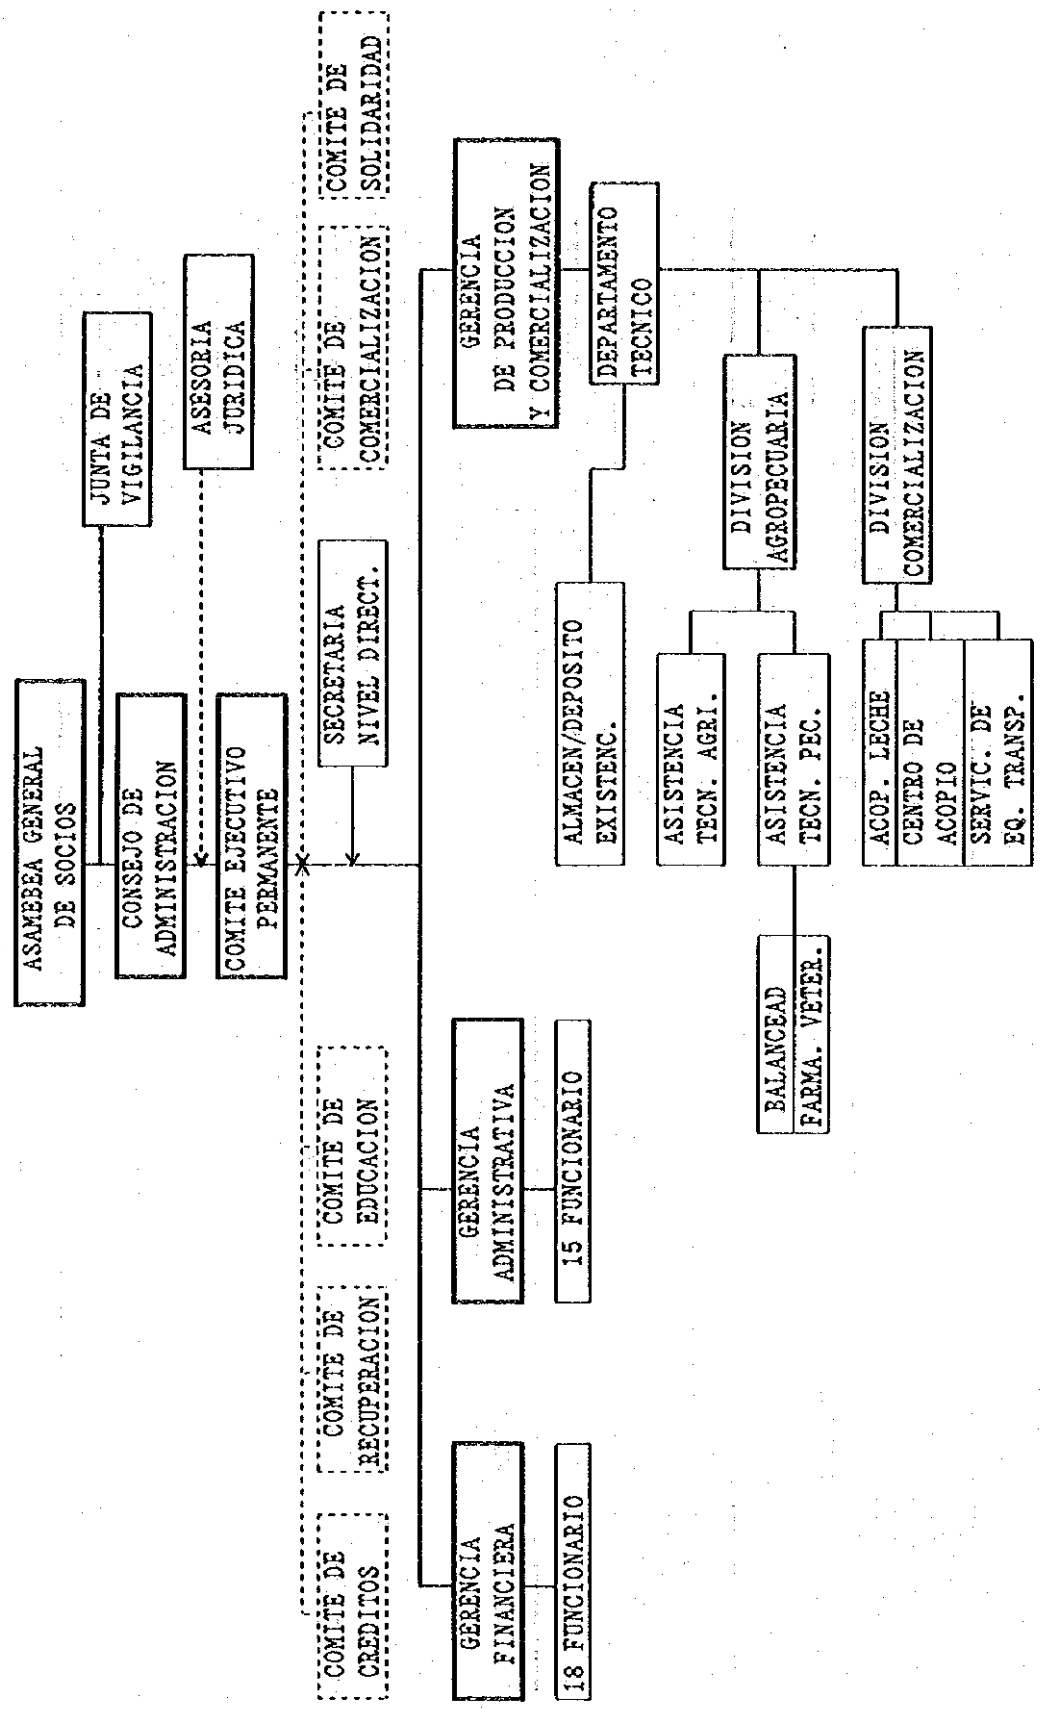 ASAMBEA GENERAL
DE SOCIOS
JUNTA DE
VIGILANCIA
CONSEJO DE
ADMINISTRACION
ASESORIA
JURIDICA
COMITE EJECUTIVO
PERMANENTE
COMITE DE
CREDITOS
COMITE DE
RECUPERACION
COMITE DE
EDUCACION
SECRETARIA
NIVEL DIRECT.
COMITE DE
COMERCIALIZACION
COMITE DE
SOLIDARIDAD
GERENCIA
FINANCIERA
18 FUNCIONARIO
GERENCIA
ADMINISTRATIVA
15 FUNCIONARIO
GERENCIA
DE PRODUCCION
Y COMERCIALIZACION
DEPARTAMENTO
TECNICO
ALMACEN/DEPOSITO
EXISTENC.
DIVISION
AGROPECUARIA
ASISTENCIA
TECN. AGRI.
ASISTENCIA
TECN. PEC.
BALANCEAD
FARMA. VETER.
DIVISION
COMERCIALIZACION
ACOP. LECHE
CENTRO DE
ACOPIO
SERVIC. DE
EQ. TRANSP.